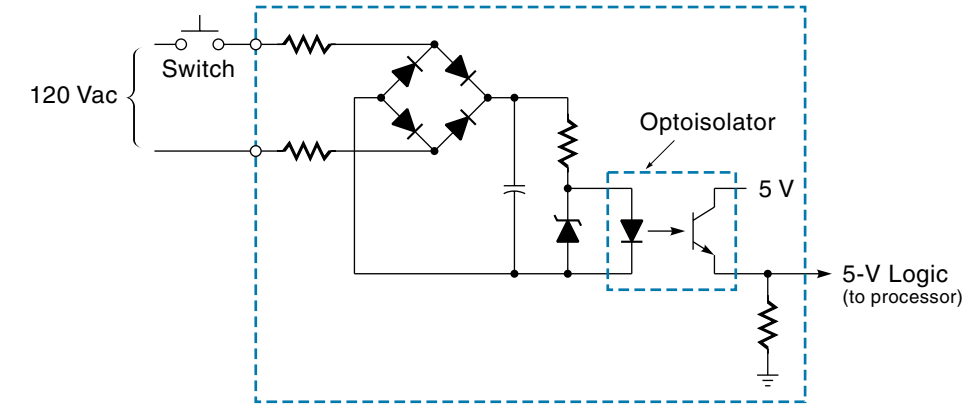 Switch
120 Vac
Optoisolator
5 V
5-V Logic
(to processor)